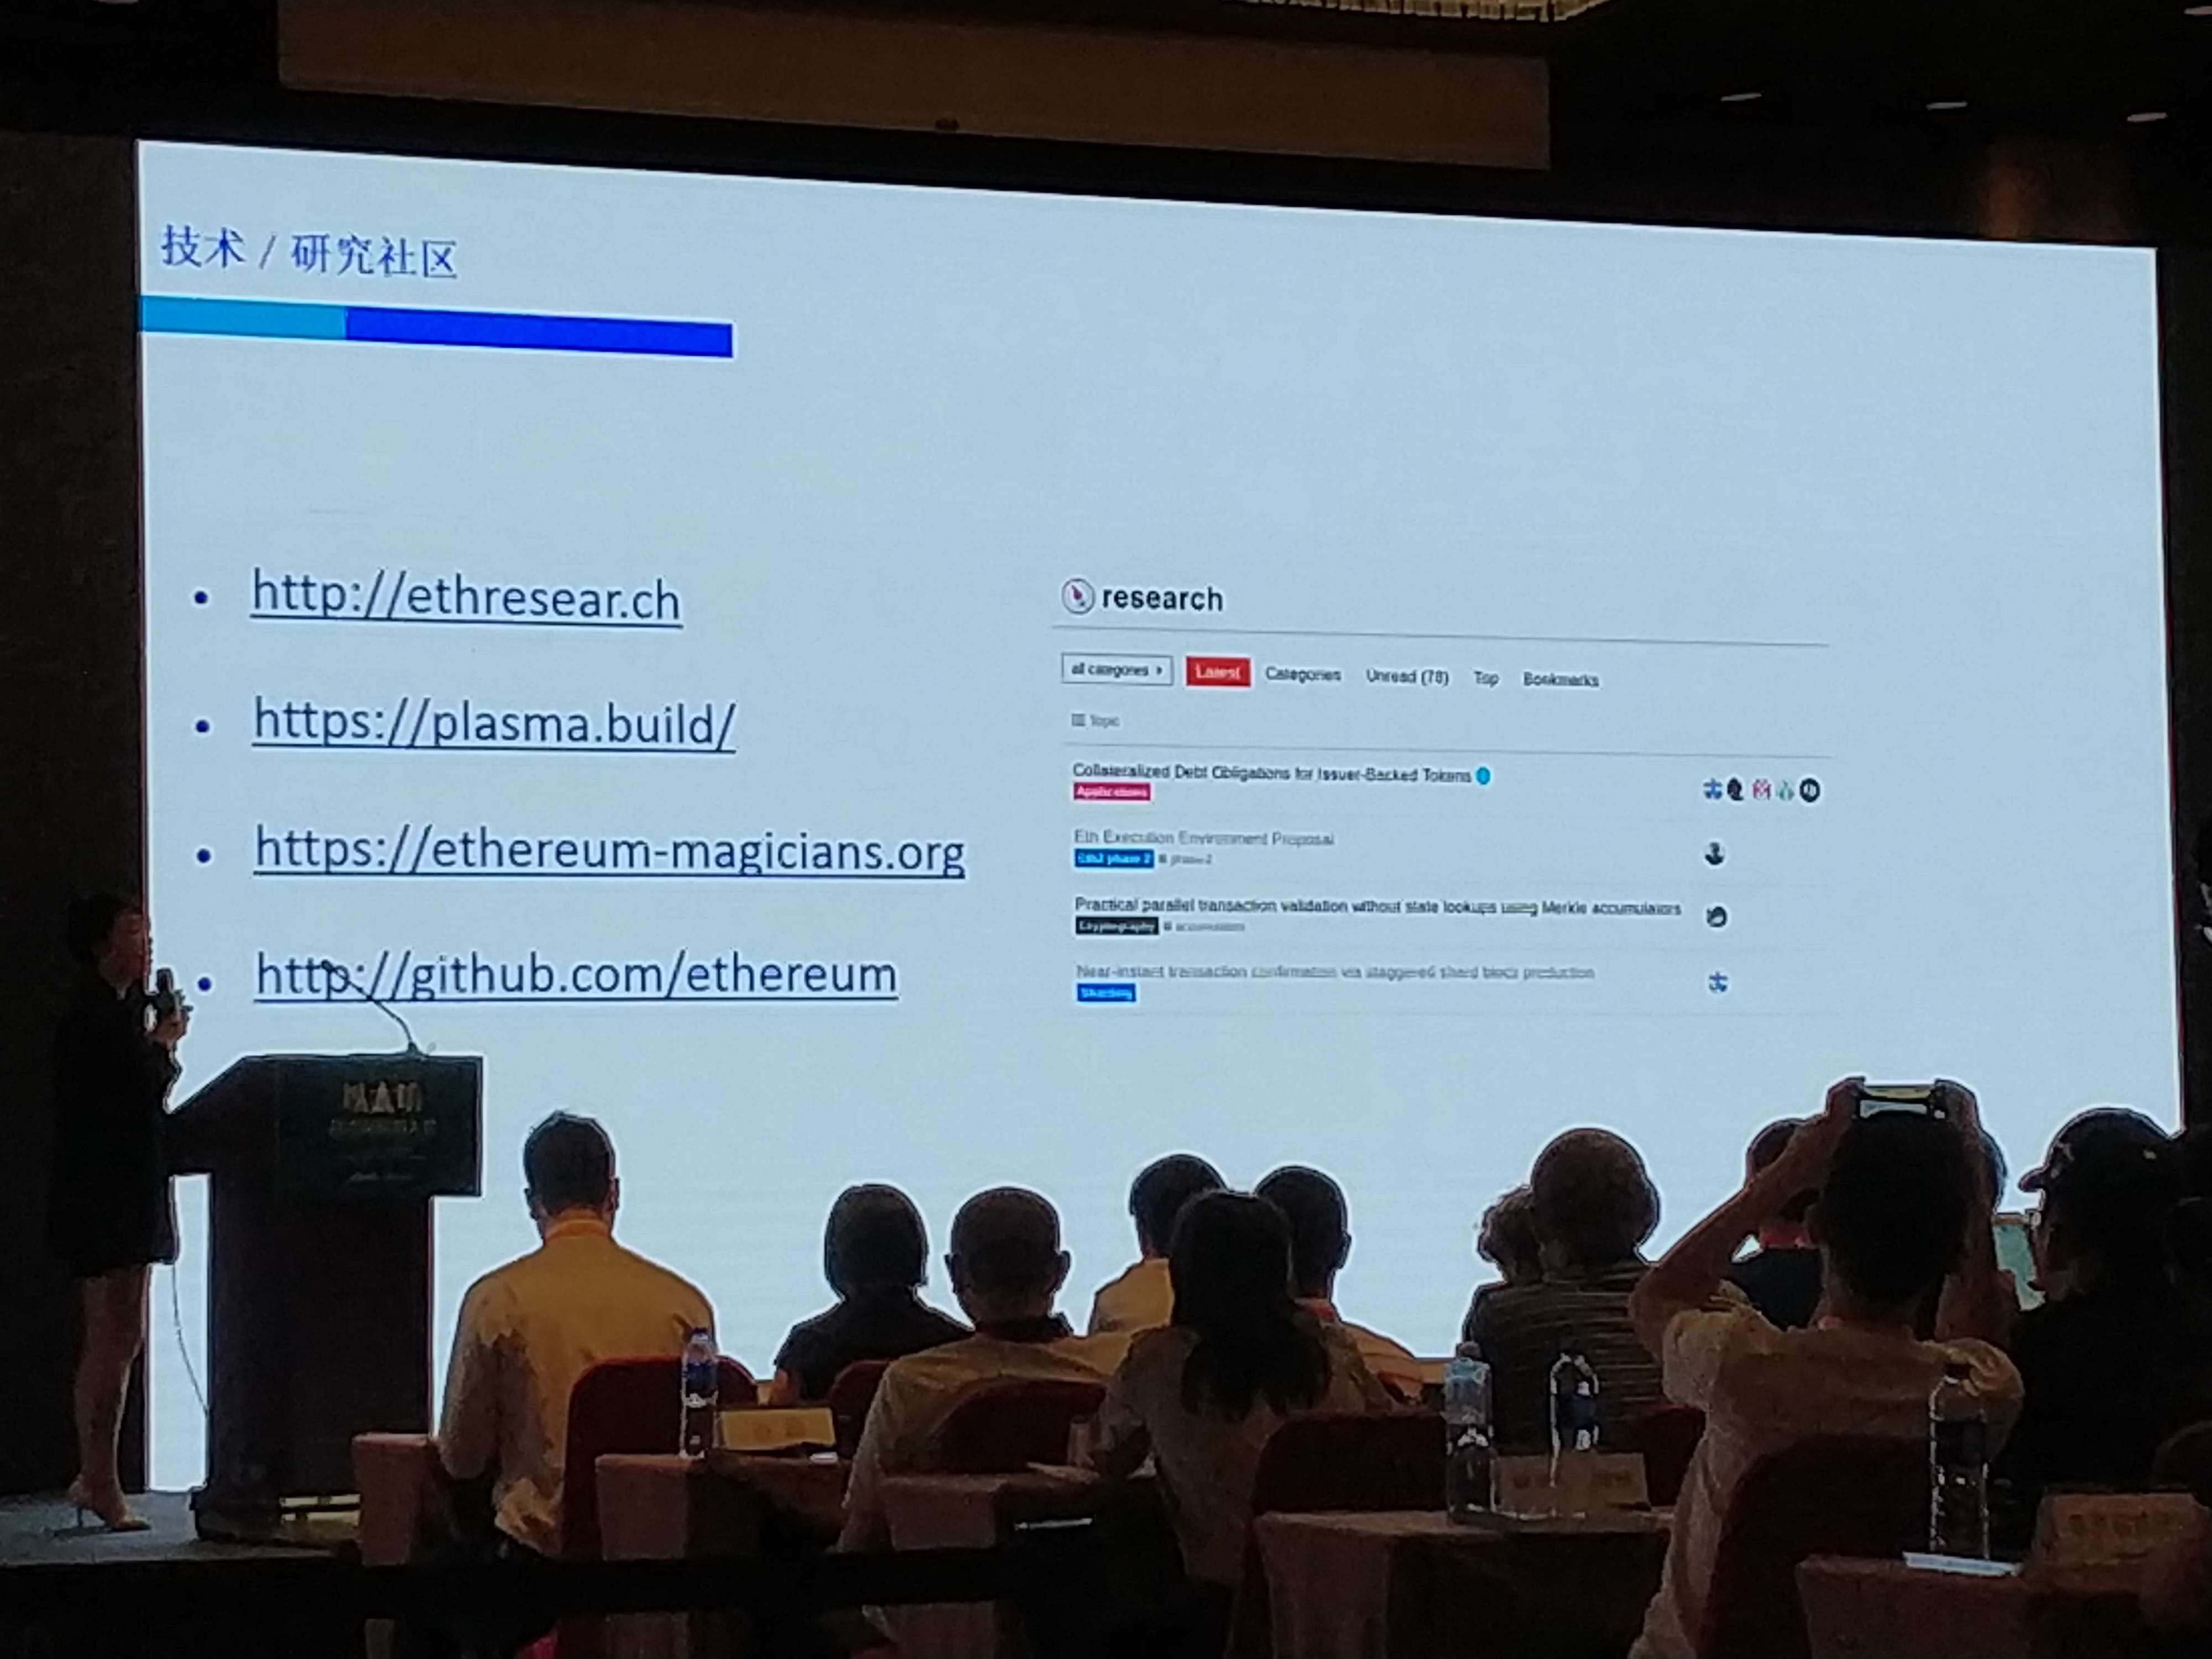 技术 / 研究社区
• http://ethresear.ch
• https://plasma.build/
• https://ethereum-magicians.org
• http://github.com/ethereum
research
all categories
Latest
Categories
Unread (78)
Top
Bookmarks
Topic
Collateralized Debt Obligations for Issuer-Backed Tokens
Applications
Eth Execution Environment Proposal
Eth2 phase 2
phase-2
Practical parallel transaction validation without state lookups using Merkle accumulators
Cryptography
accumulators
Near-instant transaction confirmation via staggered shard block production
Sharding